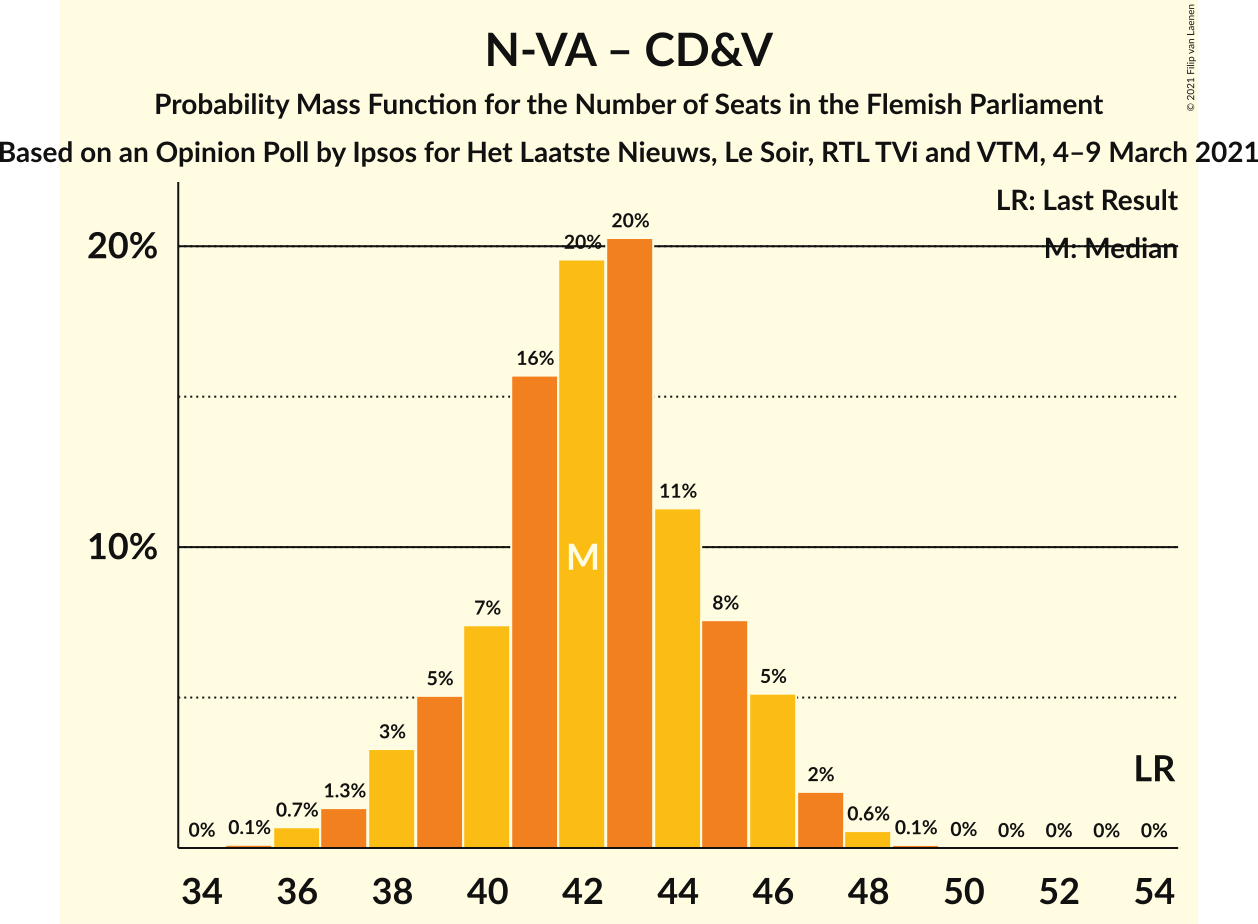 N-VA – CD&V
Probability Mass Function for the Number of Seats in the Flemish Parliament
Based on an Opinion Poll by Ipsos for Het Laatste Nieuws, Le Soir, RTL TVi and VTM, 4–9 March 2021
© 2021 Filip van Laenen
LR: Last Result
M: Median
20%
10%
0%
0.1%
0.7%
1.3%
3%
5%
7%
16%
20%
20%
11%
8%
5%
2%
0.6%
0.1%
0%
0%
0%
0%
0%
M
LR
34 36 38 40 42 44 46 48 50 52 54